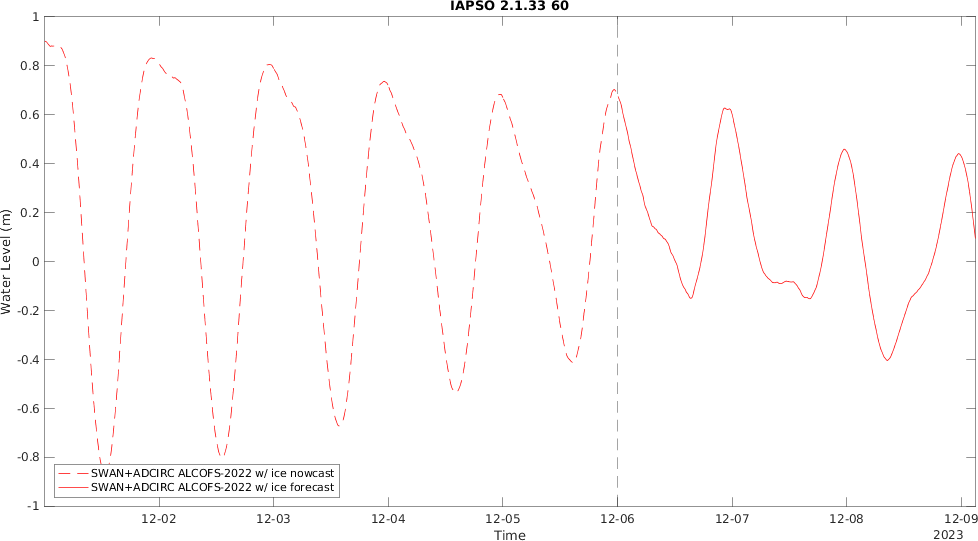 IAPSO 2.1.33 60
1
0.8
0.6
0.4
0.2
0
-0.2
-0.4
-0.6
-0.8
-1
Water Level (m)
SWAN+ADCIRC ALCOFS-2022 w/ ice nowcast
SWAN+ADCIRC ALCOFS-2022 w/ ice forecast
12-02 12-03 12-04 12-05 12-06 12-07 12-08 12-09
Time
2023